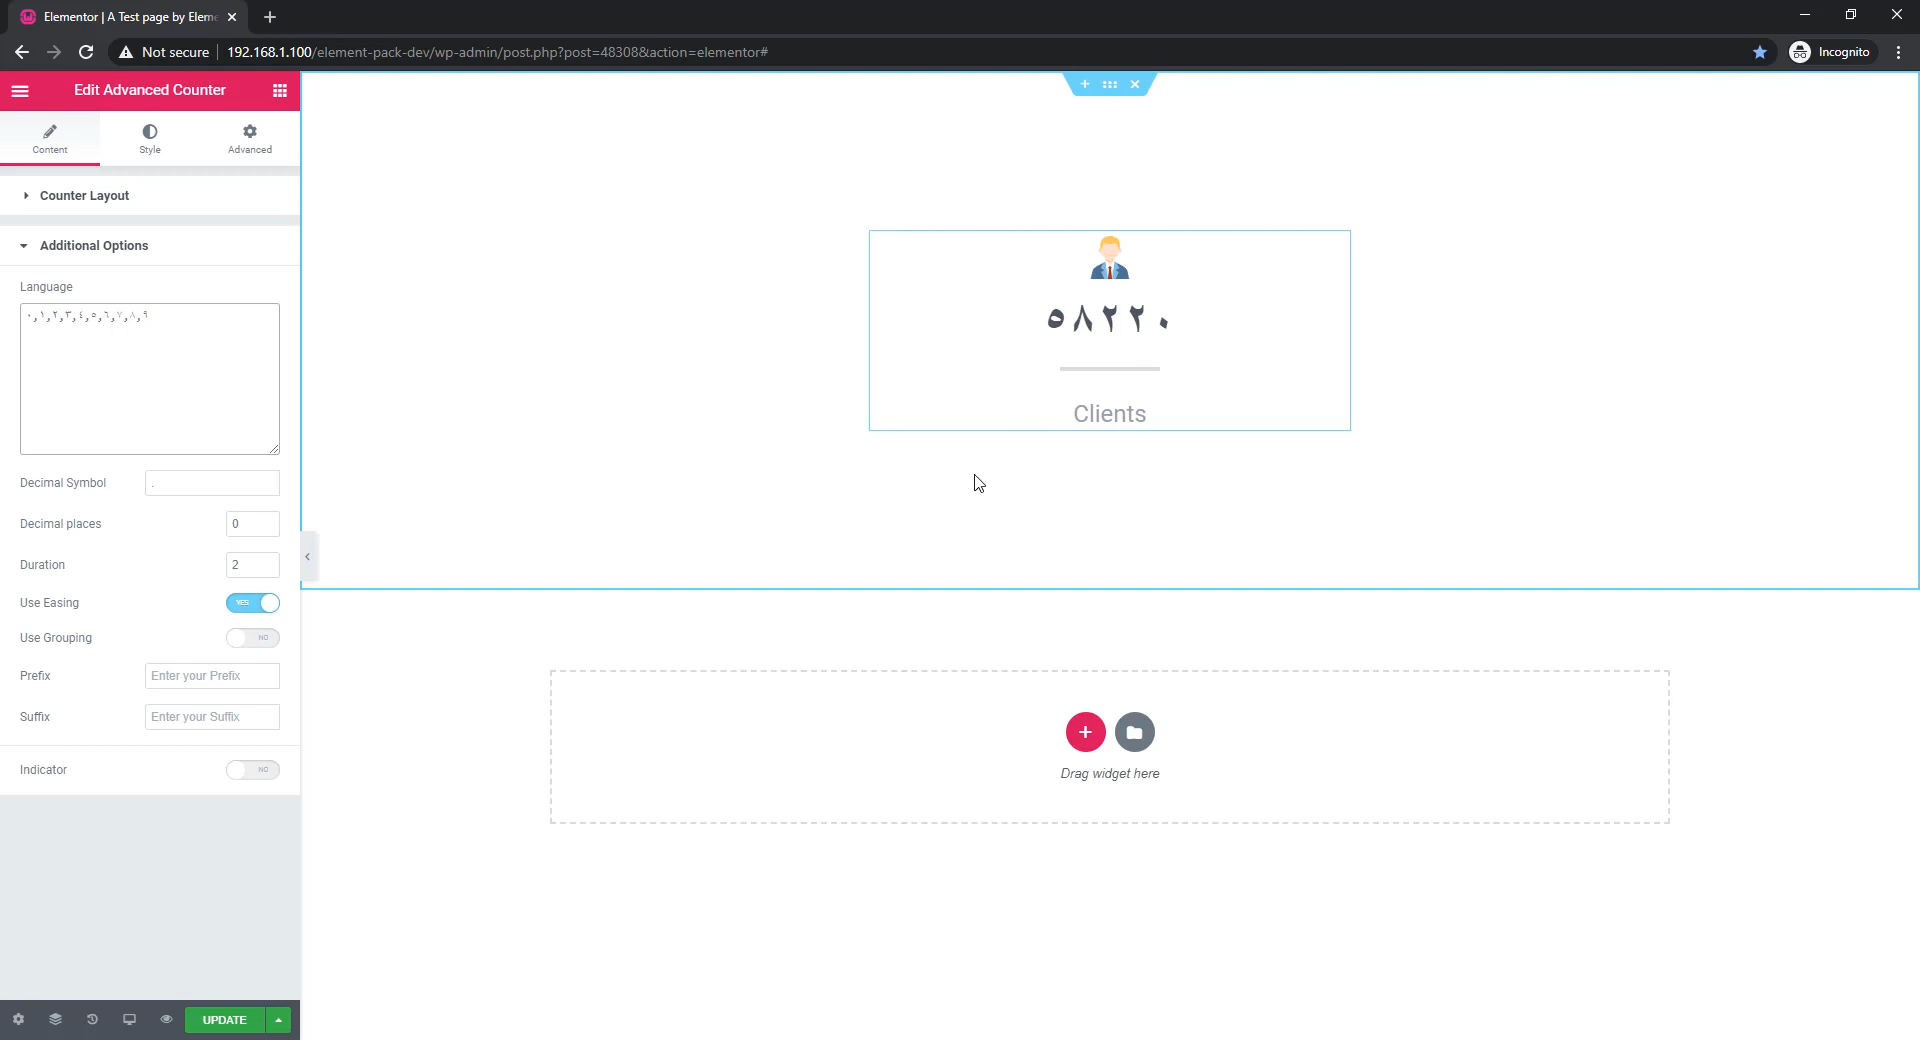 Elementor | A Test page by Eleme
Not secure
192.168.1.100/element-pack-dev/wp-admin/post.php?post=48308&action=elementor#
Incognito
Edit Advanced Counter
Content
Style
Advanced
Counter Layout
Additional Options
Language
٠,١,٢,٣,٤,٥,٦,٧,٨,٩
Decimal Symbol
.
Decimal places
0
Duration
2
Use Easing
YES
Use Grouping
NO
Prefix
Enter your Prefix
Suffix
Enter your Suffix
Indicator
NO
UPDATE
٥٨٢٢٠
Clients
Drag widget here